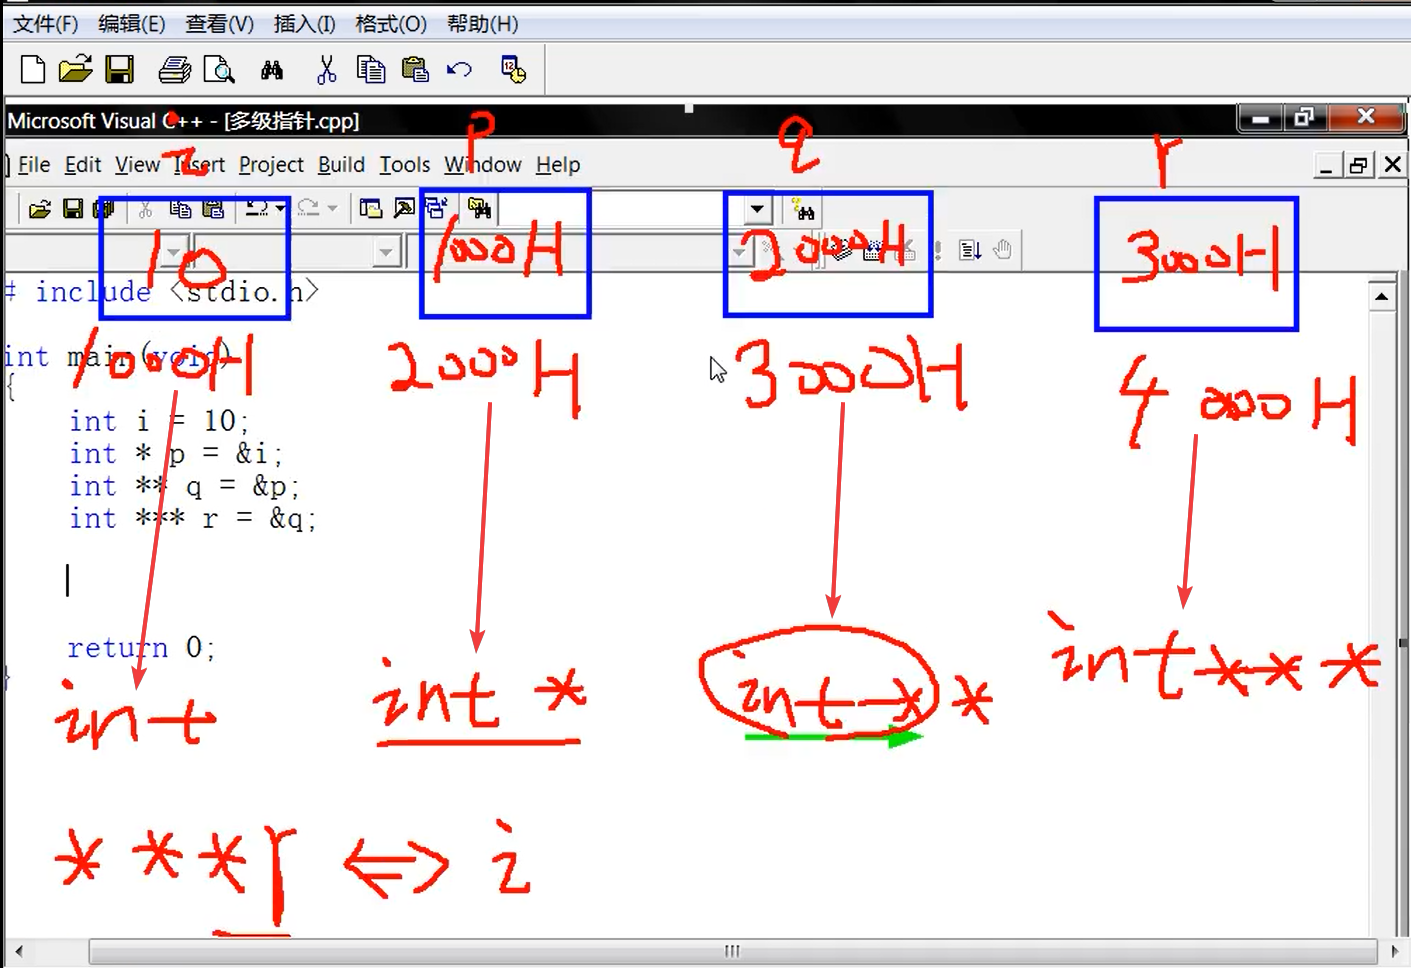 文件(F) 编辑(E) 查看(V) 插入(I) 格式(O) 帮助(H)
Microsoft Visual C++ - [多级指针.cpp]
i p q r
File Edit View Insert Project Build Tools Window Help
10 1000H 2000H 3000H
# include <stdio.h>
int main(void)
1000H 2000H 3000H 4000H
{
int i = 10;
int * p = &i;
int ** q = &p;
int *** r = &q;
return 0;
}
int int * int * * int * * *
* * * r <=> i